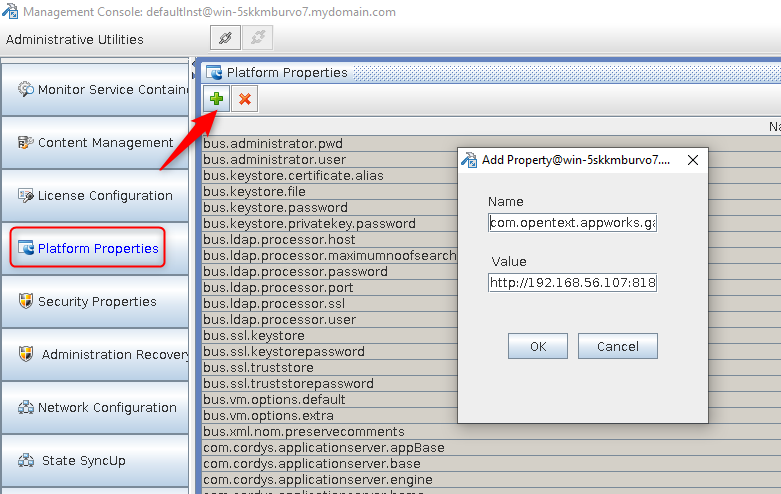 Management Console: defaultInst@win-5skkmburvo7.mydomain.com
Administrative Utilities
Monitor Service Contain
Content Management
License Configuration
Platform Properties
Security Properties
Administration Recovery
Network Configuration
State SyncUp
Platform Properties
Na
bus.administrator.pwd
bus.administrator.user
bus.keystore.certificate.alias
bus.keystore.file
bus.keystore.password
bus.keystore.privatekey.password
bus.ldap.processor.host
bus.ldap.processor.maximumnoofsearch
bus.ldap.processor.password
bus.ldap.processor.port
bus.ldap.processor.ssl
bus.ldap.processor.user
bus.ssl.keystore
bus.ssl.keystorepassword
bus.ssl.truststore
bus.ssl.truststorepassword
bus.vm.options.default
bus.vm.options.extra
bus.xml.nom.preservecomments
com.cordys.applicationserver.appBase
com.cordys.applicationserver.base
com.cordys.applicationserver.engine
Add Property@win-5skkmburvo7....
Name
com.opentext.appworks.ga
Value
http://192.168.56.107:818
OK
Cancel